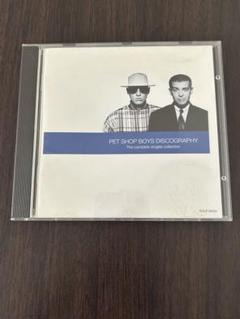 PET SHOP BOYS DISCOGRAPHY
The complete singles collection